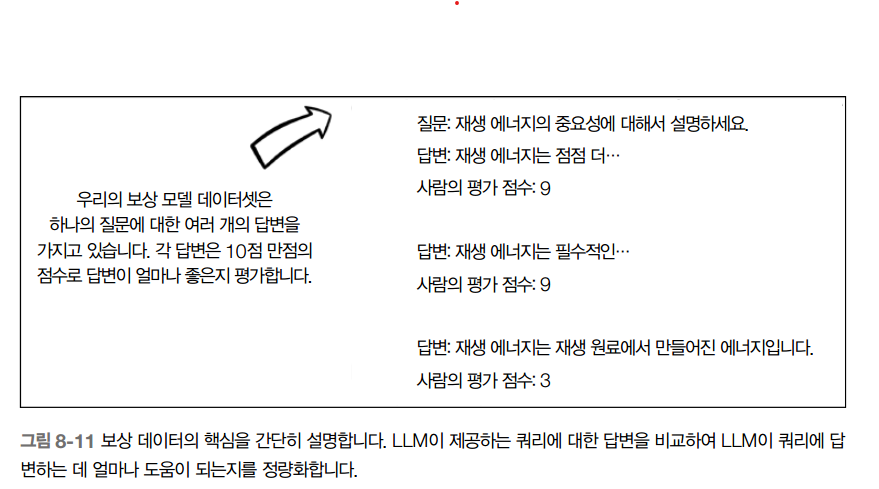 우리의 보상 모델 데이터셋은
하나의 질문에 대한 여러 개의 답변을
가지고 있습니다. 각 답변은 10점 만점의
점수로 답변이 얼마나 좋은지 평가합니다.
질문: 재생 에너지의 중요성에 대해서 설명하세요.
답변: 재생 에너지는 점점 더…
사람의 평가 점수: 9
답변: 재생 에너지는 필수적인…
사람의 평가 점수: 9
답변: 재생 에너지는 재생 원료에서 만들어진 에너지입니다.
사람의 평가 점수: 3
그림 8-11 보상 데이터의 핵심을 간단히 설명합니다. LLM이 제공하는 쿼리에 대한 답변을 비교하여 LLM이 쿼리에 답
변하는 데 얼마나 도움이 되는지를 정량화합니다.